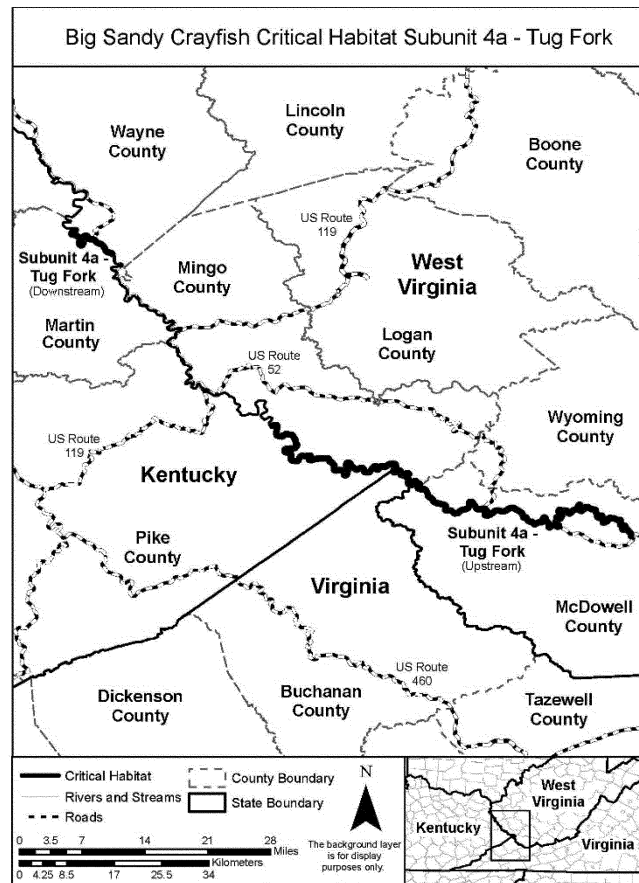 Big Sandy Crayfish Critical Habitat Subunit 4a - Tug Fork
Wayne
County
Lincoln
County
Boone
County
US Route
119
Subunit 4a -
Tug Fork
(Downstream)
Mingo
County
West
Virginia
Martin
County
Logan
County
US Route
52
Wyoming
County
US Route
119
Kentucky
Subunit 4a -
Tug Fork
(Upstream)
Pike
County
Virginia
McDowell
County
US Route
460
Dickenson
County
Buchanan
County
Tazewell
County
Critical Habitat
Rivers and Streams
Roads
County Boundary
State Boundary
N
The background layer
is for display
purposes only.
0 3.5 7 14 21 28
Miles
Kilometers
0 4.25 8.5 17 25.5 34
West
Virginia
Kentucky
Virginia